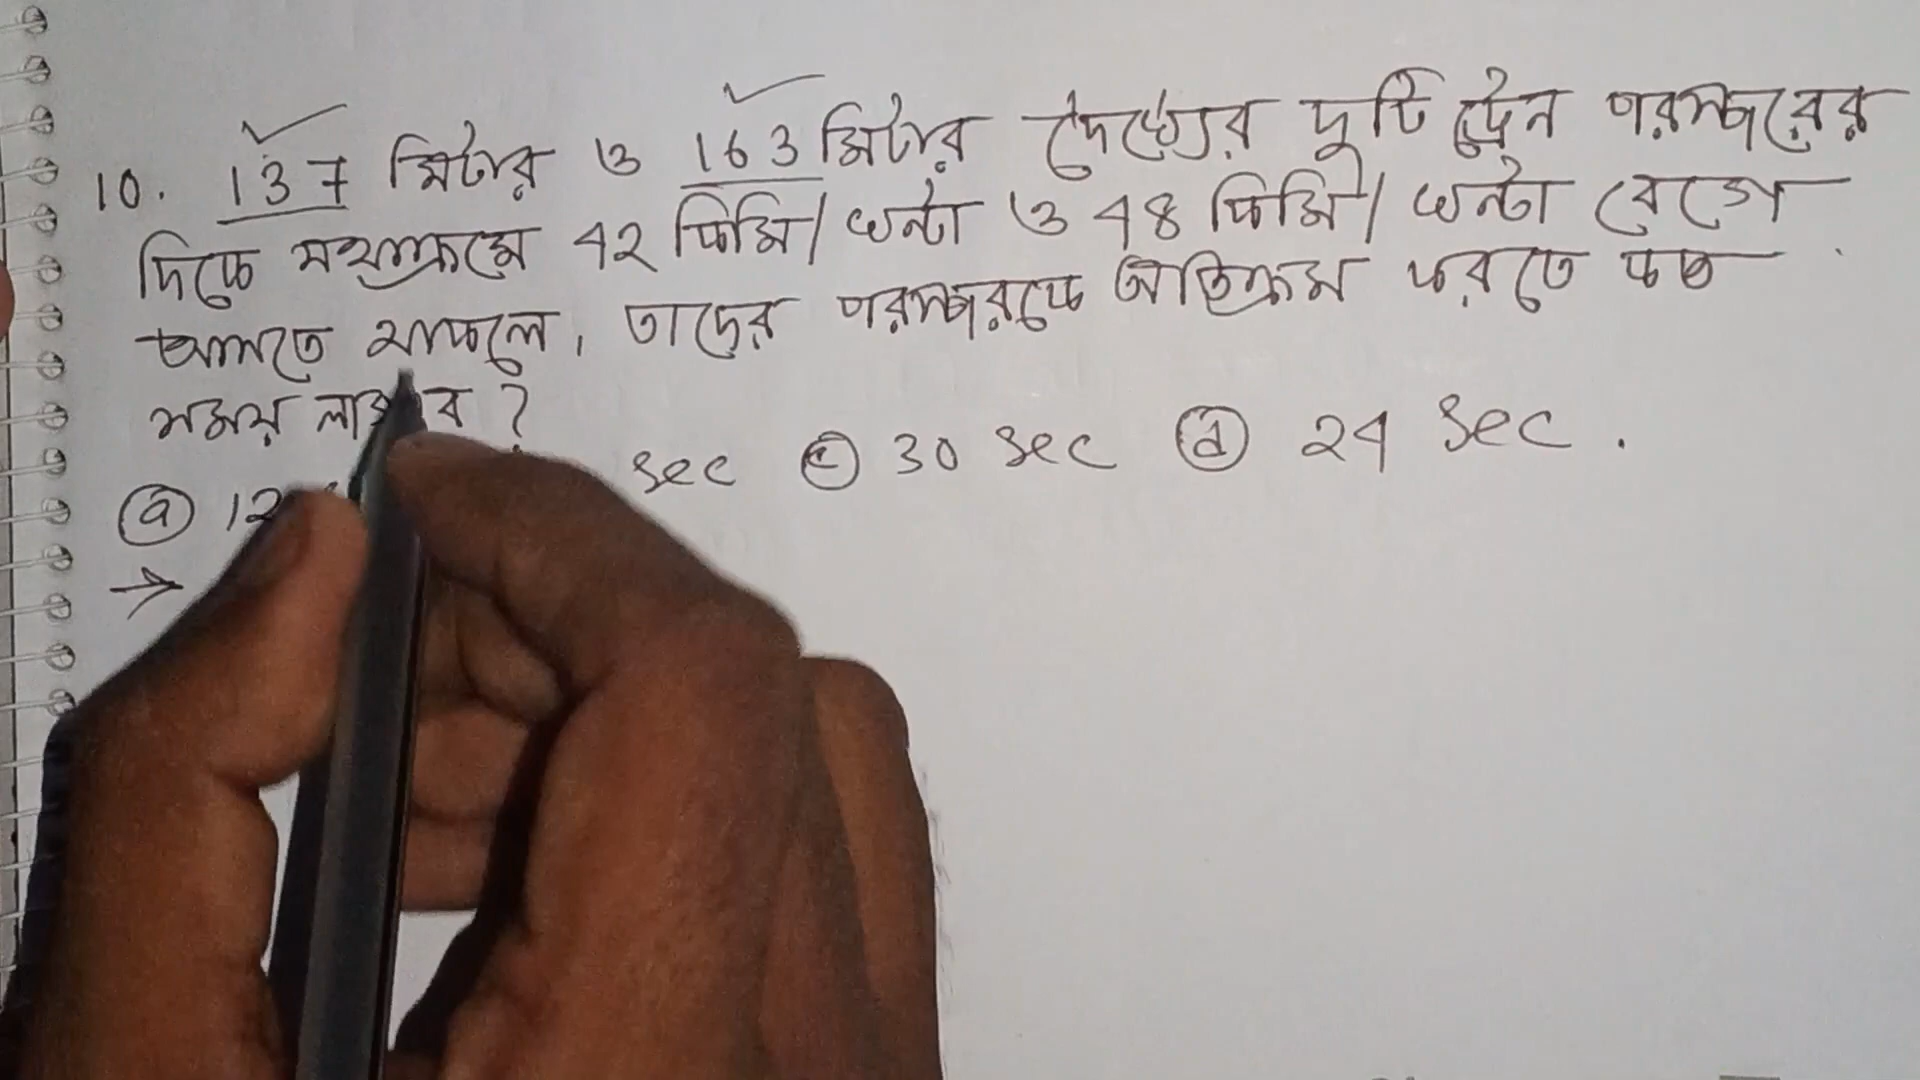 10. 137 মিটার ও 163 মিটার দৈর্ঘ্যের দুটি ট্রেন পরস্পরের
দিকে যথাক্রমে 42 কিমি/ঘন্টা ও 48 কিমি/ঘন্টা বেগে
আসতে থাকলে, তাদের পরস্পরকে অতিক্রম করতে কত
সময়
?
ⓐ 12 sec ⓒ 30 sec ⓓ 24 sec.
→